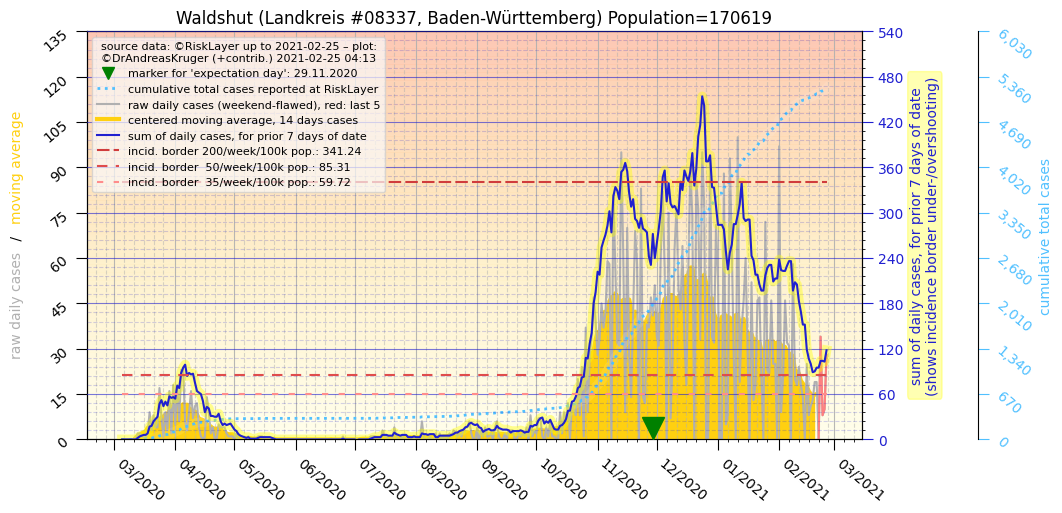 Waldshut (Landkreis #08337, Baden-Württemberg) Population=170619
source data: ©RiskLayer up to 2021-02-25 – plot:
©DrAndreasKruger (+contrib.) 2021-02-25 04:13
marker for 'expectation day': 29.11.2020
cumulative total cases reported at RiskLayer
raw daily cases (weekend-flawed), red: last 5
centered moving average, 14 days cases
sum of daily cases, for prior 7 days of date
incid. border 200/week/100k pop.: 341.24
incid. border  50/week/100k pop.: 85.31
incid. border  35/week/100k pop.: 59.72
raw daily cases / moving average
135
120
105
90
75
60
45
30
15
0
03/2020
04/2020
05/2020
06/2020
07/2020
08/2020
09/2020
10/2020
11/2020
12/2020
01/2021
02/2021
03/2021
540
480
420
360
300
240
180
120
60
0
sum of daily cases, for prior 7 days of date
(shows incidence border under-/overshooting)
6,030
5,360
4,690
4,020
3,350
2,680
2,010
1,340
670
0
cumulative total cases